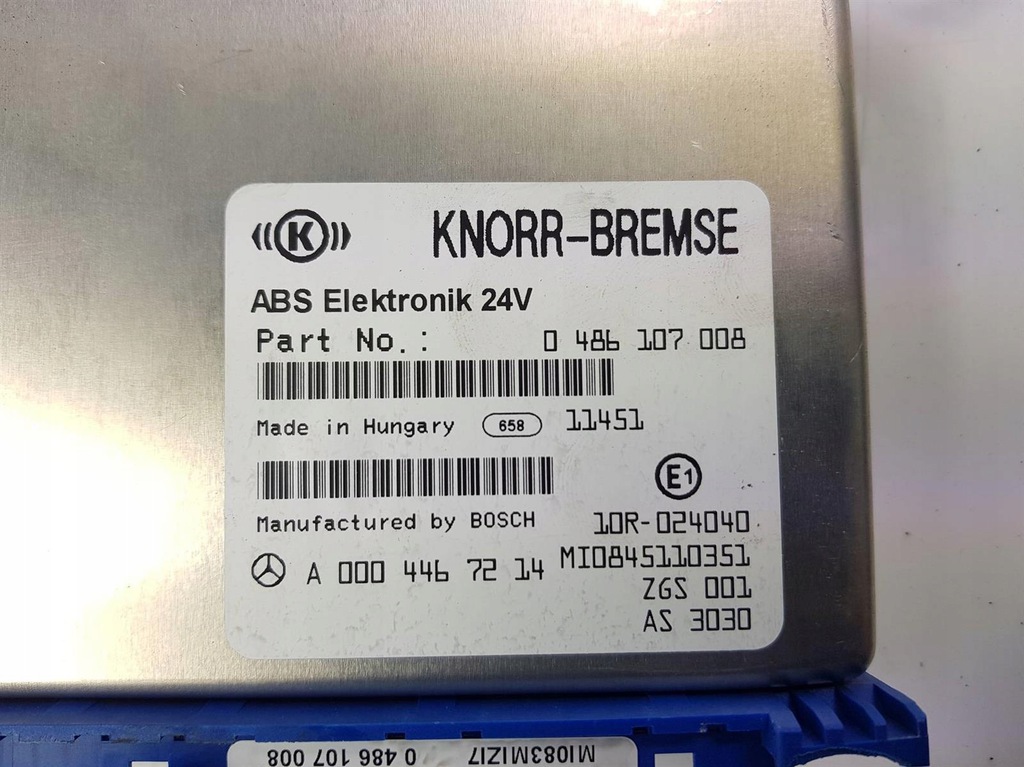 K KNORR-BREMSE
ABS Elektronik 24V
Part No.: 0 486 107 008
Made in Hungary 658 11451
E1
Manufactured by BOSCH 10R-024040
A 000 446 72 14 MI0845110351
ZGS 001
AS 3030
MI083M1Z17 0 486 107 008